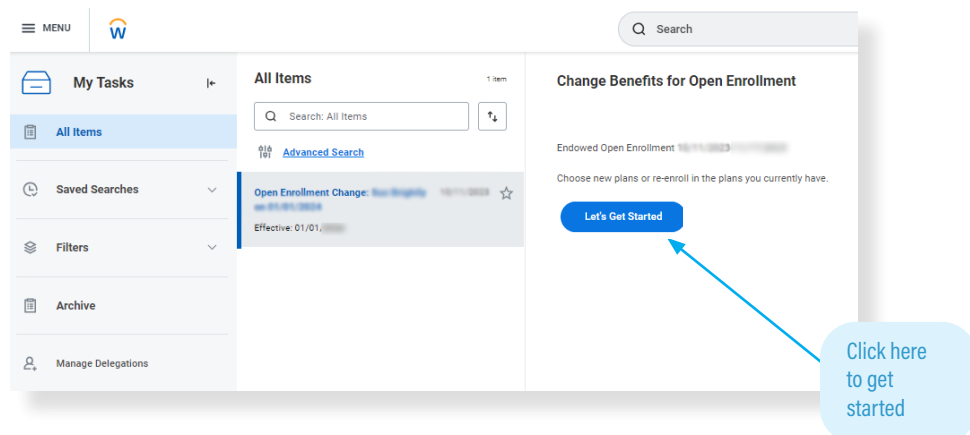 MENU
Search
My Tasks
All Items
Saved Searches
Filters
Archive
Manage Delegations
All Items
1 item
Search: All Items
Advanced Search
Open Enrollment Change:
Effective: 01/01/
Change Benefits for Open Enrollment
Endowed Open Enrollment
Choose new plans or re-enroll in the plans you currently have.
Let's Get Started
Click here
to get
started